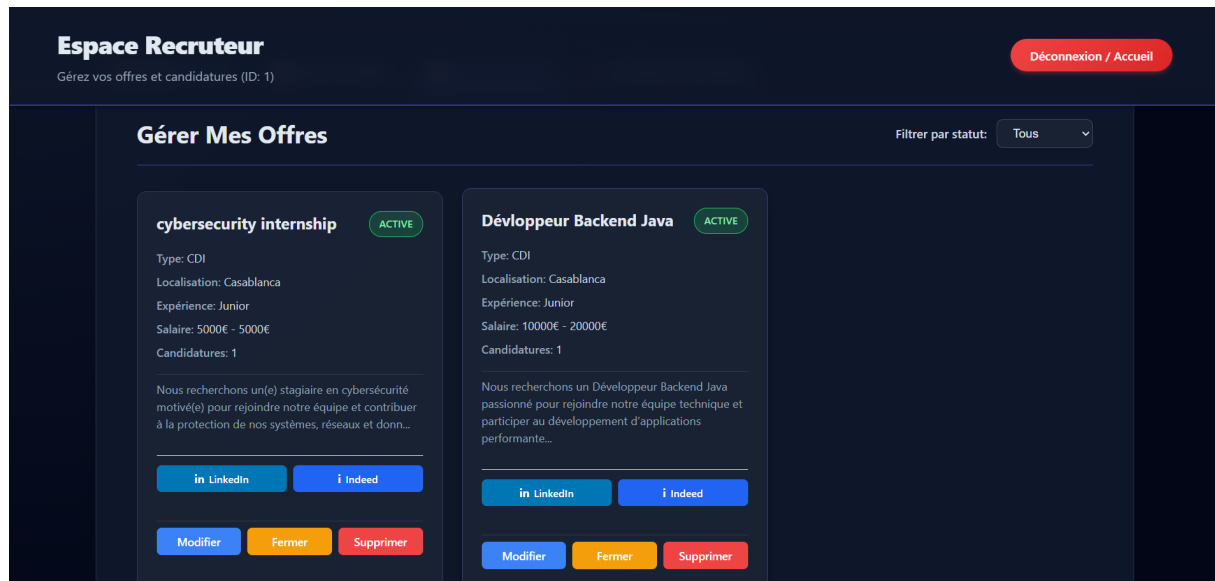 Espace Recruteur
Gérez vos offres et candidatures (ID: 1)
Déconnexion / Accueil
Gérer Mes Offres
Filtrer par statut:
Tous
cybersecurity internship
ACTIVE
Type: CDI
Localisation: Casablanca
Expérience: Junior
Salaire: 5000€ - 5000€
Candidatures: 1
Nous recherchons un(e) stagiaire en cybersécurité
motivé(e) pour rejoindre notre équipe et contribuer
à la protection de nos systèmes, réseaux et donn...
in LinkedIn
i Indeed
Modifier
Fermer
Supprimer
Dévloppeur Backend Java
ACTIVE
Type: CDI
Localisation: Casablanca
Expérience: Junior
Salaire: 10000€ - 20000€
Candidatures: 1
Nous recherchons un Développeur Backend Java
passionné pour rejoindre notre équipe technique et
participer au développement d'applications
performante...
in LinkedIn
i Indeed
Modifier
Fermer
Supprimer